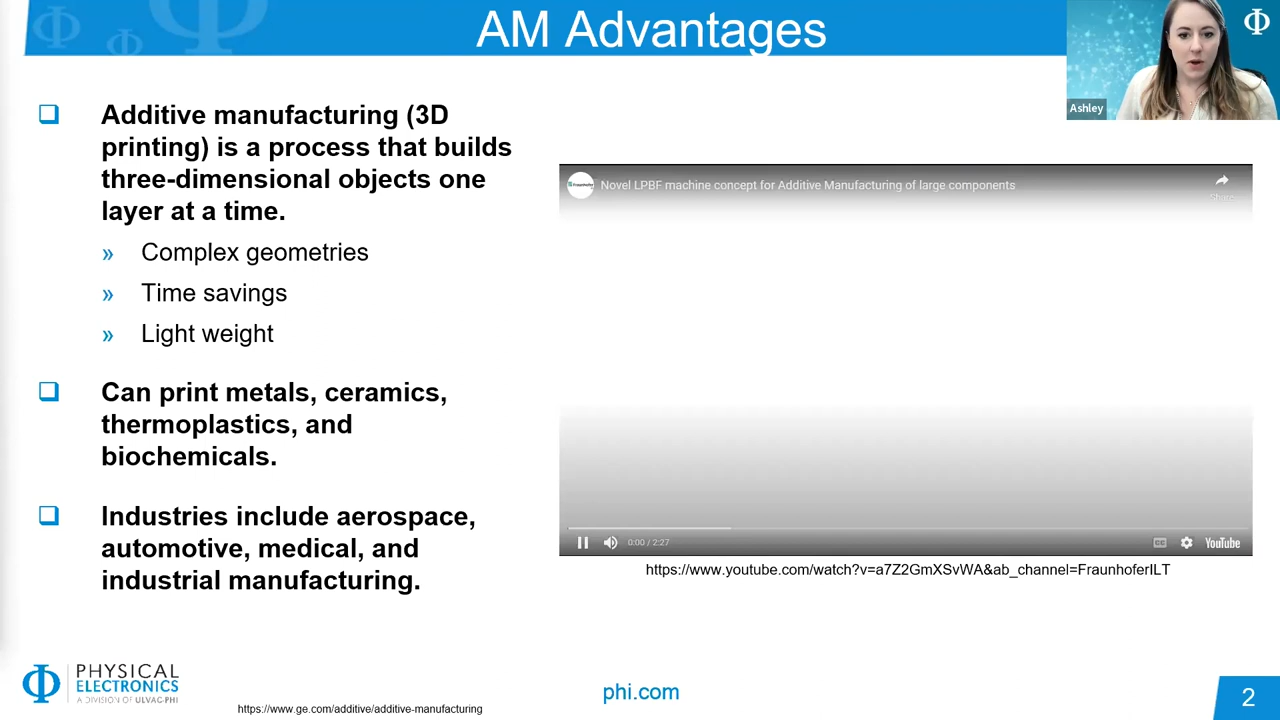 AM Advantages
Ashley
Additive manufacturing (3D
printing) is a process that builds
three-dimensional objects one
layer at a time.
» Complex geometries
» Time savings
» Light weight
Can print metals, ceramics,
thermoplastics, and
biochemicals.
Industries include aerospace,
automotive, medical, and
industrial manufacturing.
Fraunhofer
Novel LPBF machine concept for Additive Manufacturing of large components
Share
0:00 / 2:27
CC
YouTube
https://www.youtube.com/watch?v=a7Z2GmXSvWA&ab_channel=FraunhoferILT
Φ PHYSICAL
ELECTRONICS
A DIVISION OF ULVAC-PHI
https://www.ge.com/additive/additive-manufacturing
phi.com
2